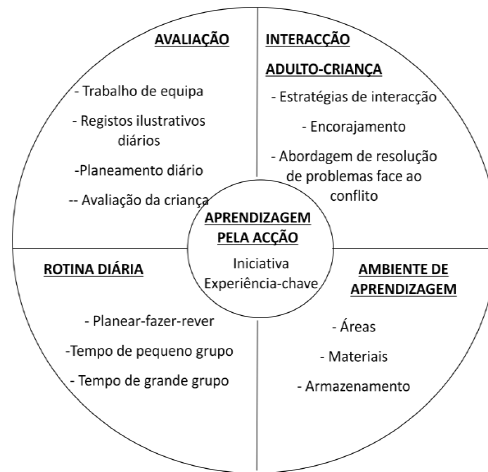 AVALIAÇÃO
- Trabalho de equipa
- Registos ilustrativos
diários
-Planeamento diário
-- Avaliação da criança
INTERACÇÃO
ADULTO-CRIANÇA
- Estratégias de interacção
- Encorajamento
- Abordagem de resolução
de problemas face ao
conflito
APRENDIZAGEM
PELA ACÇÃO
Iniciativa
Experiência-chave
ROTINA DIÁRIA
- Planear-fazer-rever
-Tempo de pequeno grupo
- Tempo de grande grupo
AMBIENTE DE
APRENDIZAGEM
- Áreas
- Materiais
- Armazenamento